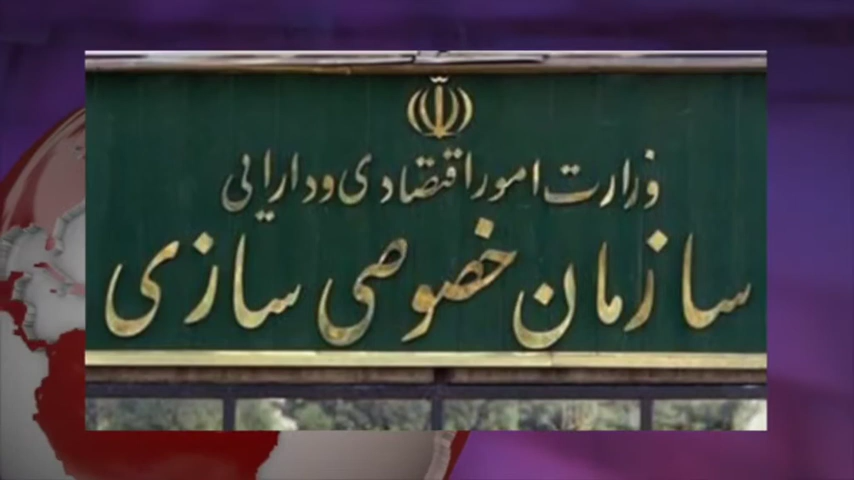 وزارت امور اقتصادی و دارایی
سازمان خصوصی سازی